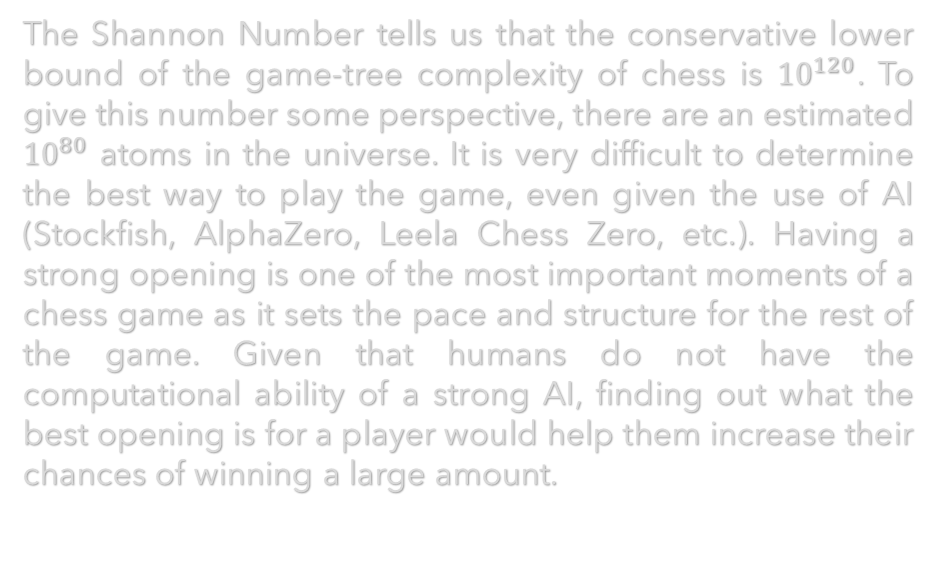 The Shannon Number tells us that the conservative lower
bound of the game-tree complexity of chess is 10¹²⁰. To
give this number some perspective, there are an estimated
10⁸⁰ atoms in the universe. It is very difficult to determine
the best way to play the game, even given the use of AI
(Stockfish, AlphaZero, Leela Chess Zero, etc.). Having a
strong opening is one of the most important moments of a
chess game as it sets the pace and structure for the rest of
the game. Given that humans do not have the
computational ability of a strong AI, finding out what the
best opening is for a player would help them increase their
chances of winning a large amount.